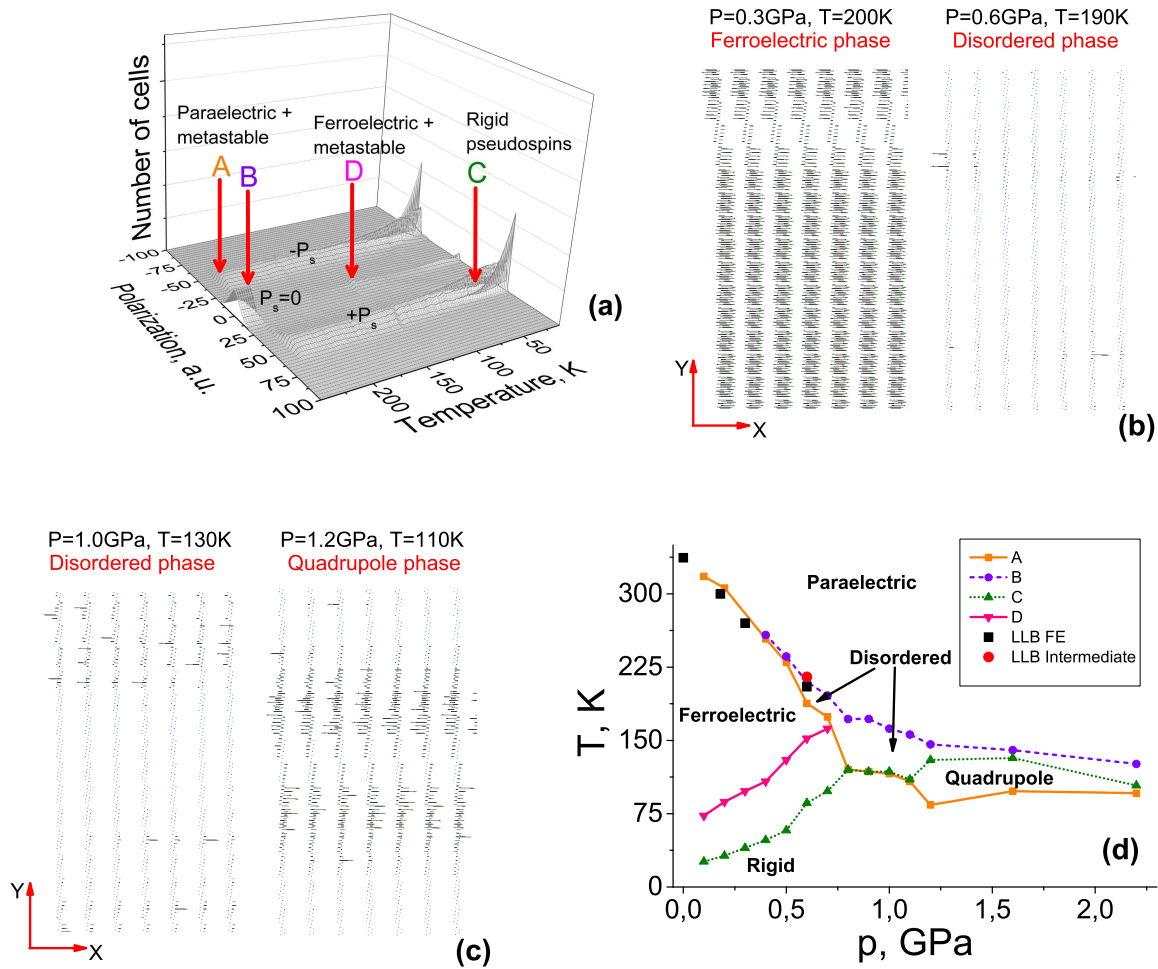 Number of cells
Paraelectric +
metastable
Ferroelectric +
metastable
Rigid
pseudospins
A
B
D
C
-Ps
Ps=0
+Ps
-100
-75
-50
-25
0
25
50
75
100
Polarization, a.u.
200
150
100
50
Temperature, K
(a)
P=0.3GPa, T=200K
Ferroelectric phase
P=0.6GPa, T=190K
Disordered phase
Y
X
(b)
P=1.0GPa, T=130K
Disordered phase
P=1.2GPa, T=110K
Quadrupole phase
Y
X
(c)
A
B
C
D
LLB FE
LLB Intermediate
Paraelectric
Disordered
Ferroelectric
Quadrupole
Rigid
(d)
T, K
300
225
150
75
0
0,0
0,5
1,0
1,5
2,0
p, GPa